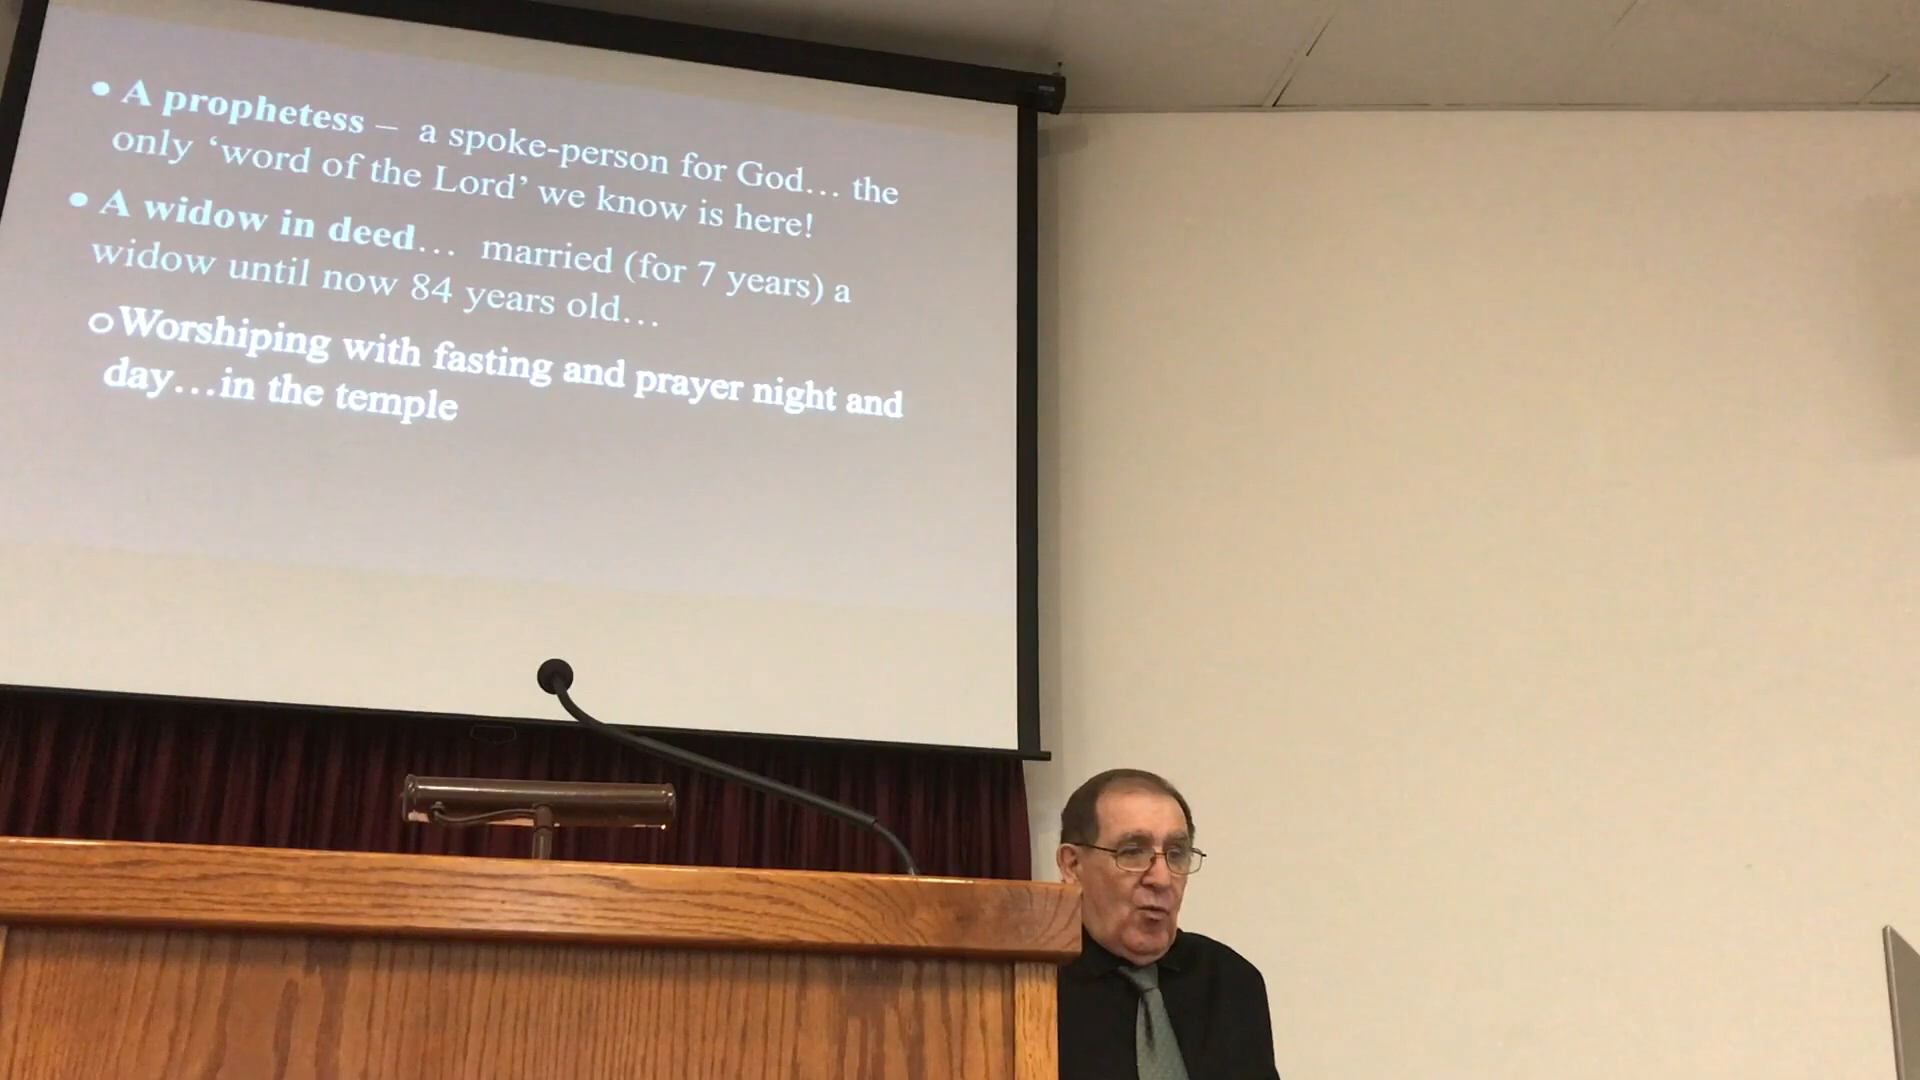 • A prophetess – a spoke-person for God… the
only ‘word of the Lord’ we know is here!
• A widow in deed… married (for 7 years) a
widow until now 84 years old…
○ Worshiping with fasting and prayer night and
day…in the temple